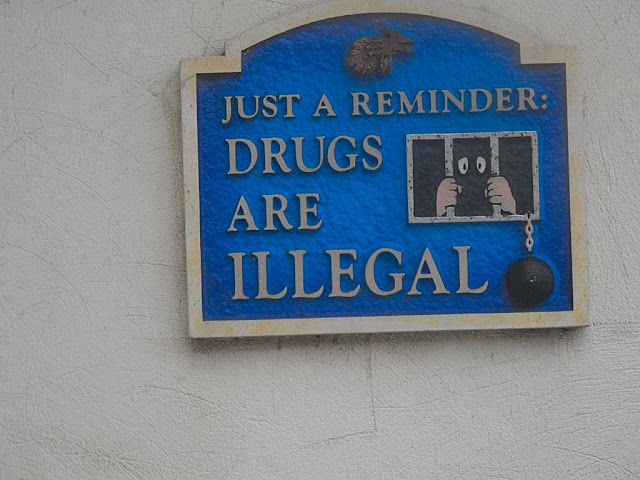 JUST A REMINDER:
DRUGS
ARE
ILLEGAL